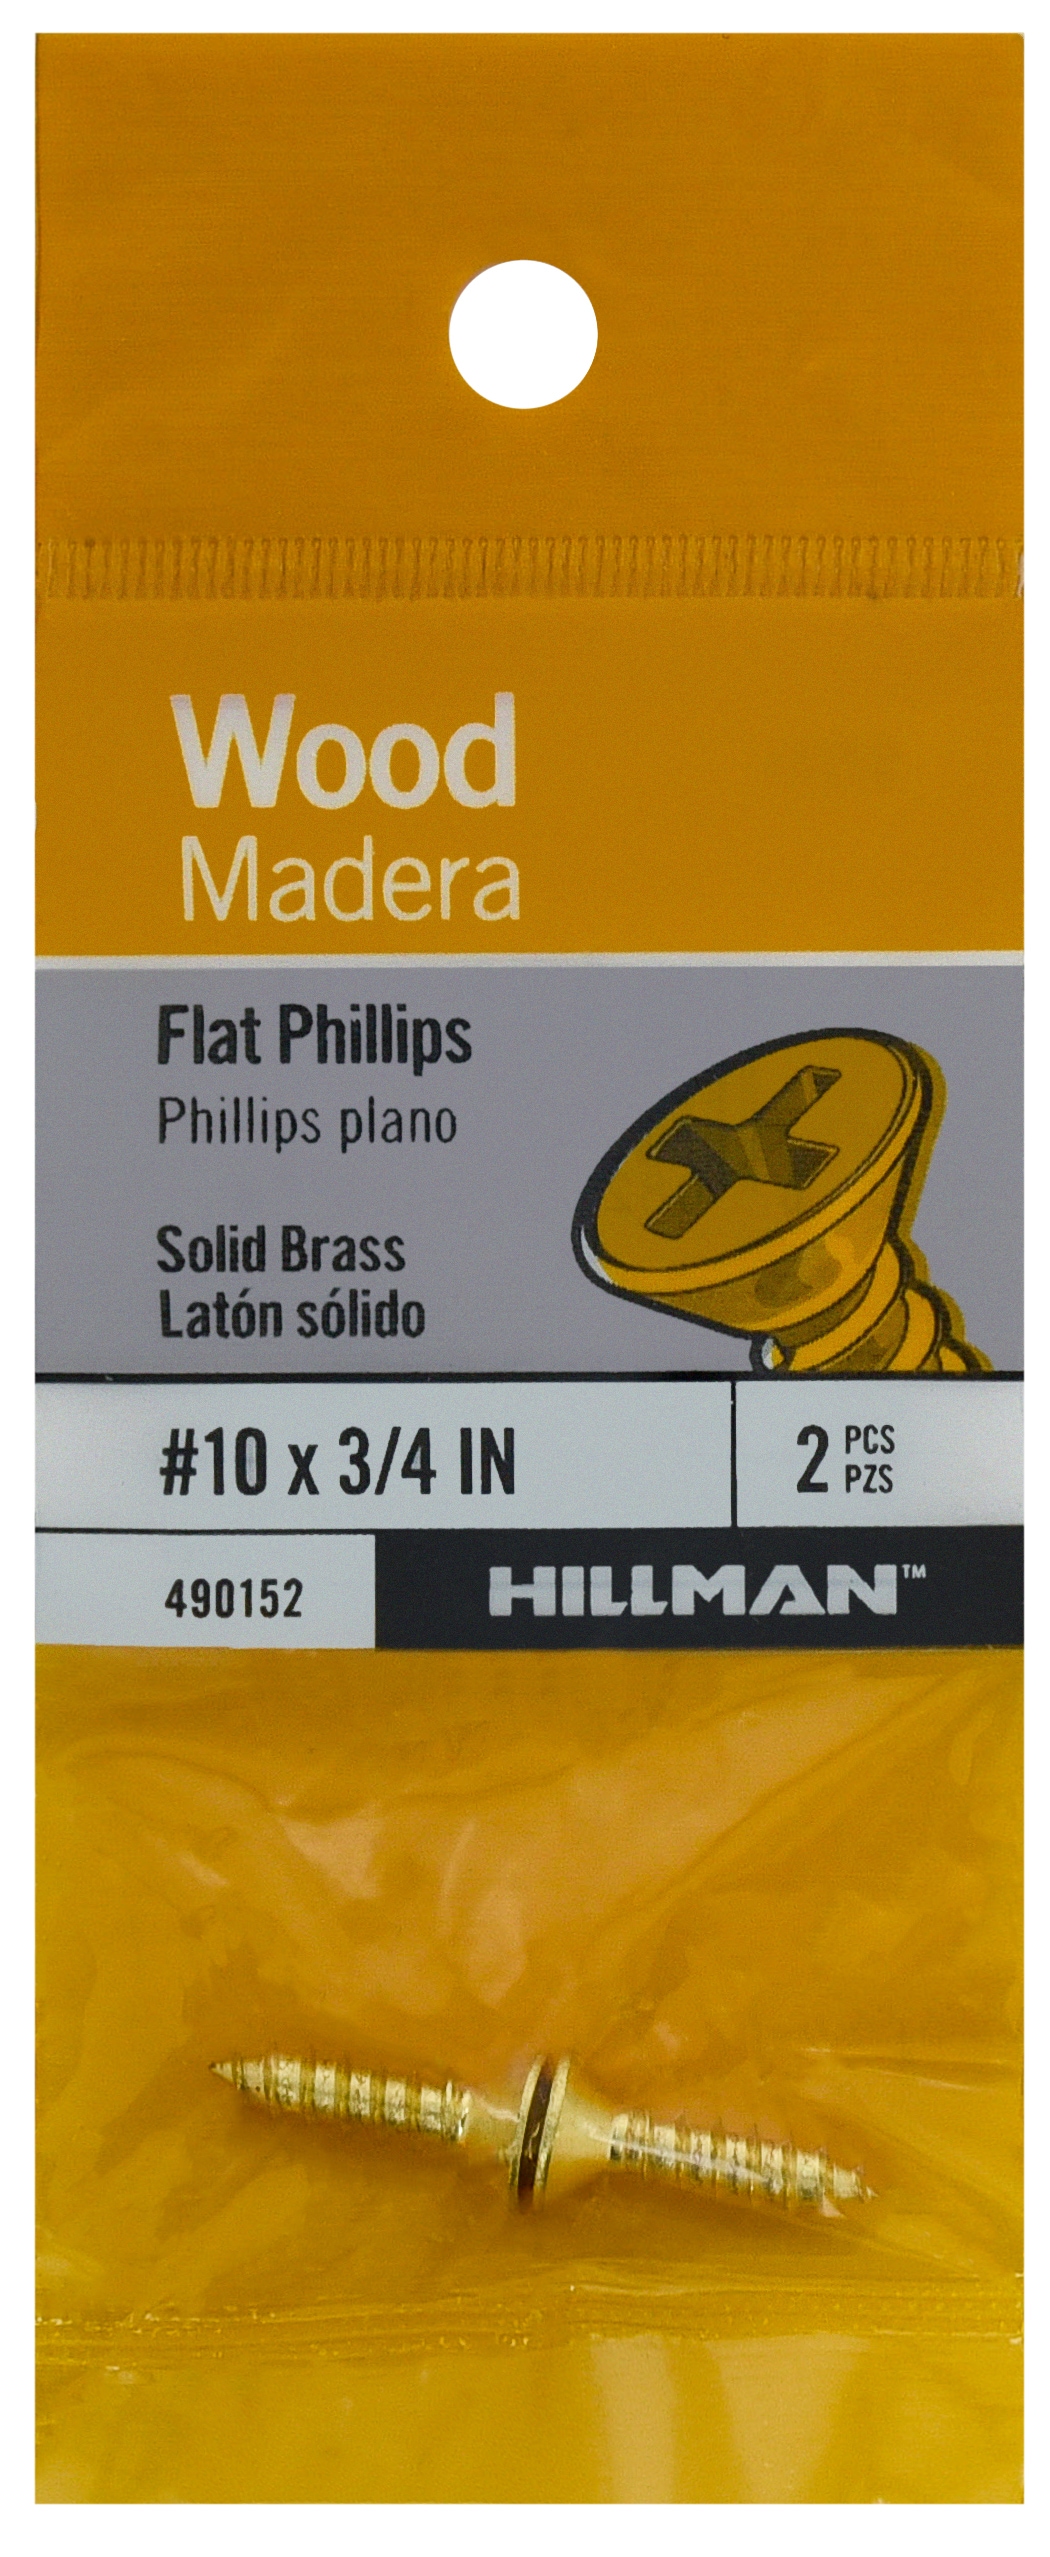 Wood
Madera
Flat Phillips
Phillips plano
Solid Brass
Latón sólido
#10 x 3/4 IN
2 PCS
PZS
490152
HILLMAN™